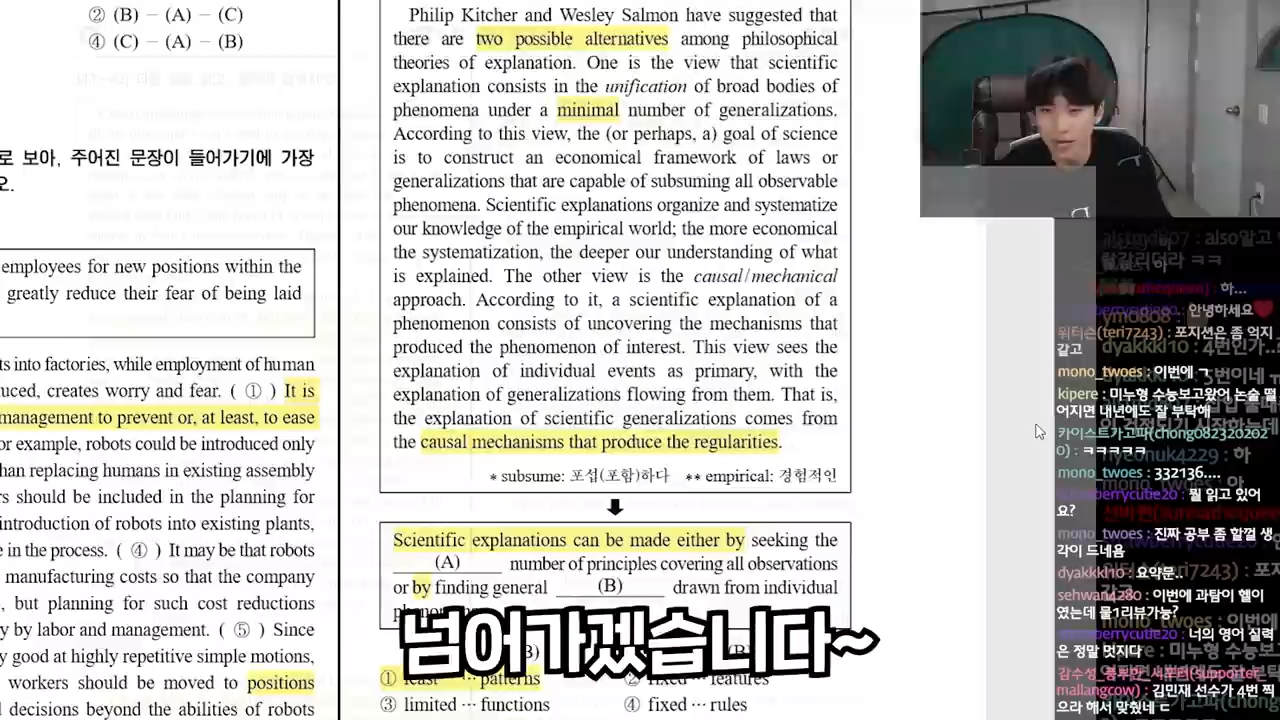 ② (B) － (A) － (C)
④ (C) － (A) － (B)
로 보아, 주어진 문장이 들어가기에 가장
오.
employees for new positions within the
greatly reduce their fear of being laid
ts into factories, while employment of human
uced, creates worry and fear. ( ① ) It is
management to prevent or, at least, to ease
or example, robots could be introduced only
than replacing humans in existing assembly
rs should be included in the planning for
introduction of robots into existing plants,
e in the process. ( ④ ) It may be that robots
manufacturing costs so that the company
, but planning for such cost reductions
y by labor and management. ( ⑤ ) Since
y good at highly repetitive simple motions,
workers should be moved to positions
d decisions beyond the abilities of robots
Philip Kitcher and Wesley Salmon have suggested that
there are two possible alternatives among philosophical
theories of explanation. One is the view that scientific
explanation consists in the unification of broad bodies of
phenomena under a minimal number of generalizations.
According to this view, the (or perhaps, a) goal of science
is to construct an economical framework of laws or
generalizations that are capable of subsuming all observable
phenomena. Scientific explanations organize and systematize
our knowledge of the empirical world; the more economical
the systematization, the deeper our understanding of what
is explained. The other view is the causal/mechanical
approach. According to it, a scientific explanation of a
phenomenon consists of uncovering the mechanisms that
produced the phenomenon of interest. This view sees the
explanation of individual events as primary, with the
explanation of generalizations flowing from them. That is,
the explanation of scientific generalizations comes from
the causal mechanisms that produce the regularities.
* subsume: 포섭(포함)하다 ** empirical: 경험적인
Scientific explanations can be made either by seeking the
(A) number of principles covering all observations
or by finding general (B) drawn from individual
넘어가겠습니다~
① least ··· patterns
② fixed ··· features
③ limited ··· functions
④ fixed ··· rules
안녕하세요
위터슨(teri7243) : 포지션은 좀 억지
같고
mono_twoes : 이번에 ㄱ
kipere : 미누형 수능보고왔어 논술 떨
어지면 내년에도 잘 부탁해
카이스트가고파(chong082320202
0) : ㅋㅋㅋㅋㅋ
mono_twoes : 332136....
뭘 읽고 있어
요?
mono_twoes : 진짜 공부 좀 할껄 생
각이 드네욤
dyakkk10 : 요약문..
sehwan4280 : 이번에 과탐이 헬이
였는데 물1리뷰가능?
너의 영어 실력
은 정말 멋지다
mallangcow) : 김민재 선수가 4번 찍
으라 해서 맞췄네 ㄷ